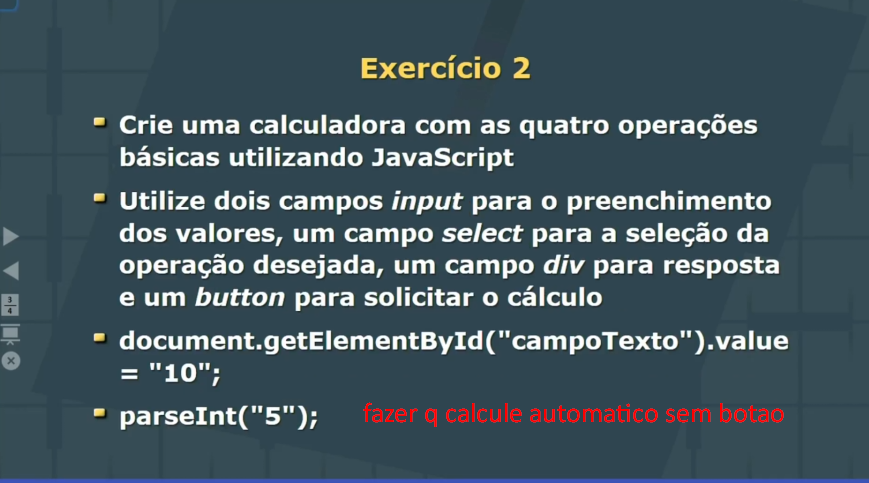 Exercício 2
Crie uma calculadora com as quatro operações
básicas utilizando JavaScript
Utilize dois campos input para o preenchimento
dos valores, um campo select para a seleção da
operação desejada, um campo div para resposta
e um button para solicitar o cálculo
document.getElementById("campoTexto").value
= "10";
parseInt("5"); fazer q calcule automatico sem botao
3
4